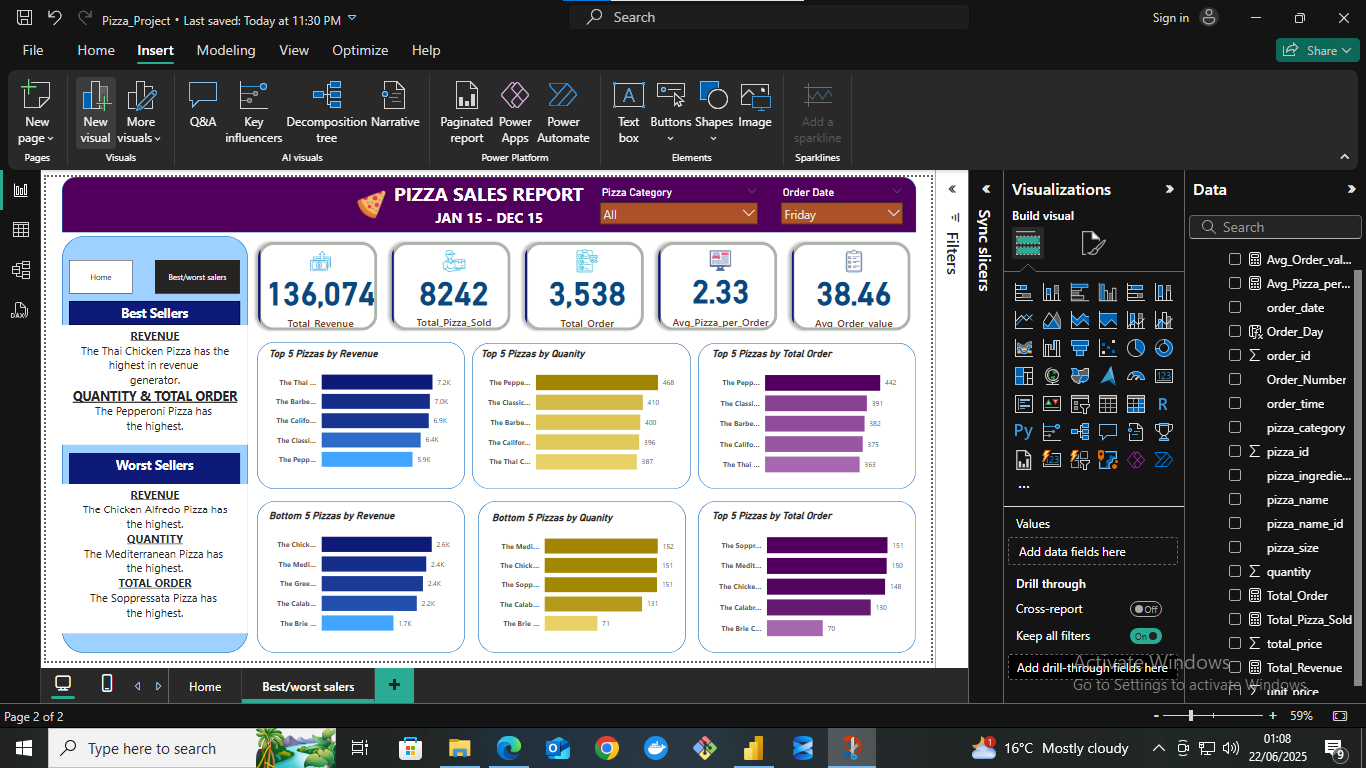 Pizza_Project • Last saved: Today at 11:30 PM
Search
Sign in
File
Home
Insert
Modeling
View
Optimize
Help
Share
New page
New visual
More visuals
Q&A
Key influencers
Decomposition tree
Narrative
Paginated report
Power Apps
Power Automate
Text box
Buttons
Shapes
Image
Add a sparkline
Pages
Visuals
AI visuals
Power Platform
Elements
Sparklines
PIZZA SALES REPORT
JAN 15 - DEC 15
Pizza Category
All
Order Date
Friday
Home
Best/worst salers
Best Sellers
REVENUE
The Thai Chicken Pizza has the
highest in revenue
generator.
QUANTITY & TOTAL ORDER
The Pepperoni Pizza has
the highest.
Worst Sellers
REVENUE
The Chicken Alfredo Pizza has
the highest.
QUANTITY
The Mediterranean Pizza has
the highest.
TOTAL ORDER
The Soppressata Pizza has
the highest.
136,074
Total_Revenue
8242
Total_Pizza_Sold
3,538
Total_Order
2.33
Avg_Pizza_per_Order
38.46
Avg_Order_value
Top 5 Pizzas by Revenue
The Thai ... 7.2K
The Barbe... 7.0K
The Califo... 6.9K
The Classi... 6.4K
The Pepp... 5.9K
Top 5 Pizzas by Quanity
The Peppe... 468
The Classic... 410
The Barbe... 400
The Califor... 396
The Thai C... 387
Top 5 Pizzas by Total Order
The Pepp... 442
The Classi... 391
The Barbe... 382
The Califo... 375
The Thai ... 363
Bottom 5 Pizzas by Revenue
The Chick... 2.6K
The Medi... 2.4K
The Gree... 2.4K
The Calab... 2.2K
The Brie ... 1.7K
Bottom 5 Pizzas by Quanity
The Medi... 152
The Chick... 151
The Sopp... 151
The Calab... 131
The Brie ... 71
Top 5 Pizzas by Total Order
The Soppr... 151
The Medit... 150
The Chicke... 148
The Calabr... 130
The Brie C... 70
Filters
Sync slicers
Visualizations
Build visual
Values
Add data fields here
Drill through
Cross-report
Off
Keep all filters
On
Add drill-through fields here
Data
Search
Avg_Order_val...
Avg_Pizza_per...
order_date
Order_Day
order_id
Order_Number
order_time
pizza_category
pizza_id
pizza_ingredie...
pizza_name
pizza_name_id
pizza_size
quantity
Total_Order
Total_Pizza_Sold
total_price
Total_Revenue
unit_price
Activate Windows
Go to Settings to activate Windows.
Home
Best/worst salers
Page 2 of 2
59%
Type here to search
1
16°C Mostly cloudy
01:08
22/06/2025
9